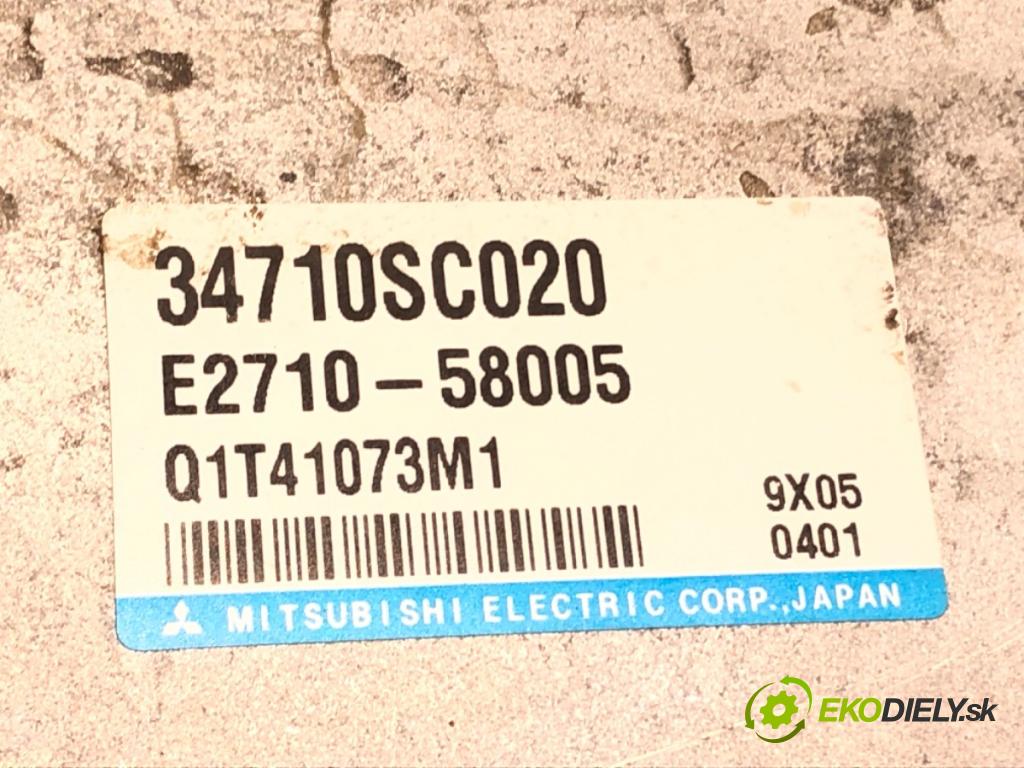 34710SC020
E2710-58005
Q1T41073M1
9X05
0401
MITSUBISHI ELECTRIC CORP.,JAPAN
EKODIELY.sk